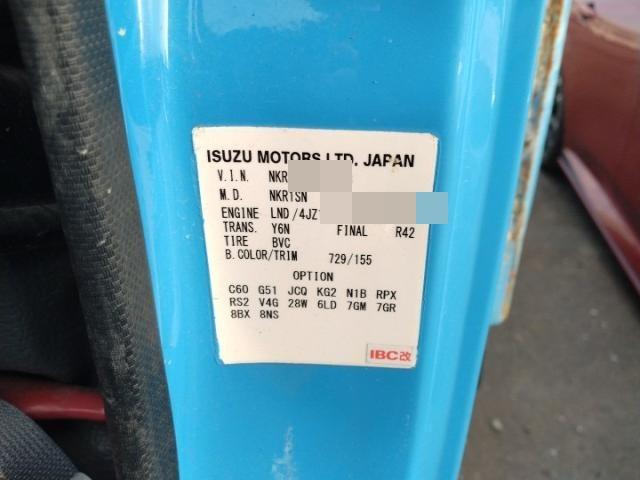 ISUZU MOTORS LTD. JAPAN
V.I.N. NKR
M.D. NKR1SN
ENGINE LND / 4JZ1
TRANS. Y6N FINAL R42
TIRE BVC
B.COLOR/TRIM 729/155
OPTION
C60 G51 JCQ KG2 N1B RPX
RS2 V4G 28W 6LD 7GM 7GR
8BX 8NS
IBC改